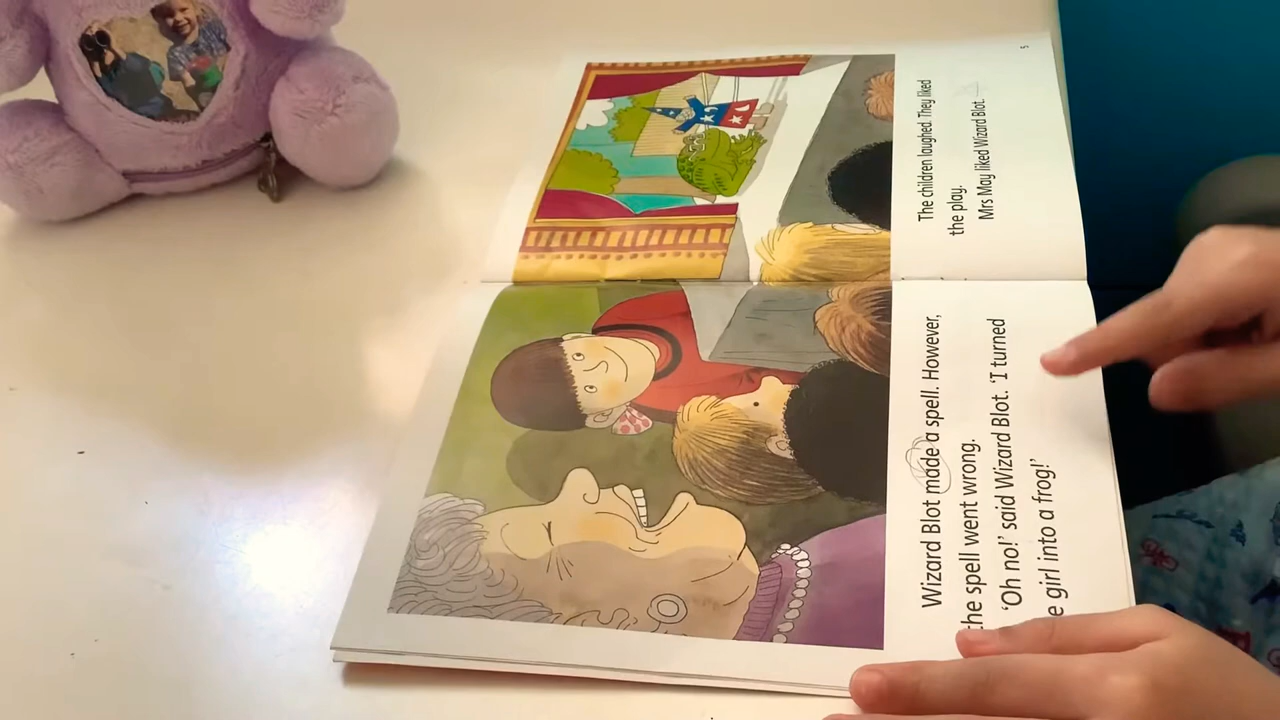 Wizard Blot made a spell. However,
the spell went wrong.
‘Oh no!’ said Wizard Blot. ‘I turned
e girl into a frog!’
The children laughed. They liked
the play.
Mrs May liked Wizard Blot.
5